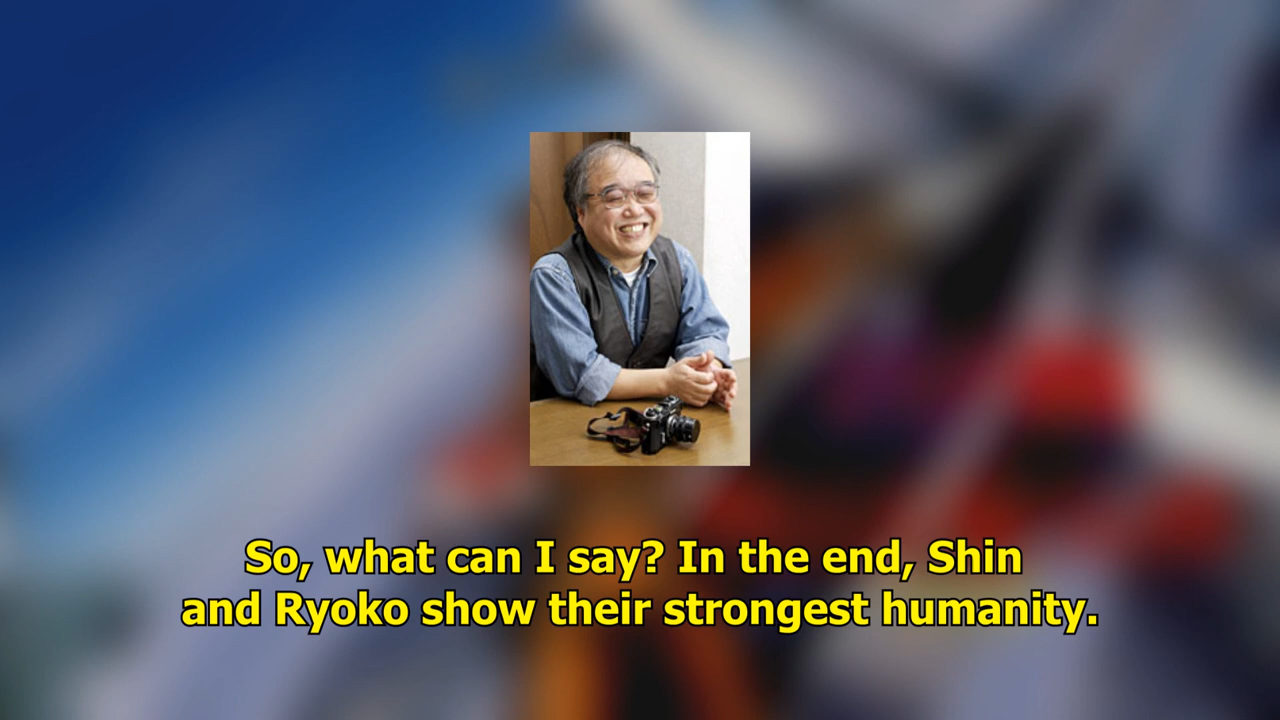 So, what can I say? In the end, Shin
and Ryoko show their strongest humanity.